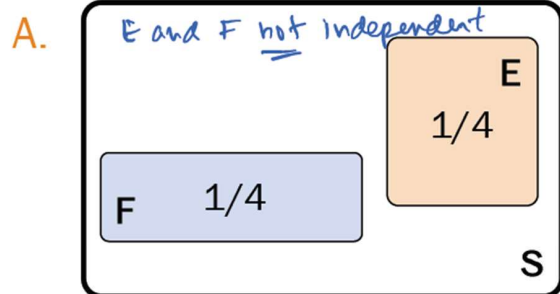 A.
E and F not independent
E
1/4
F 1/4
S